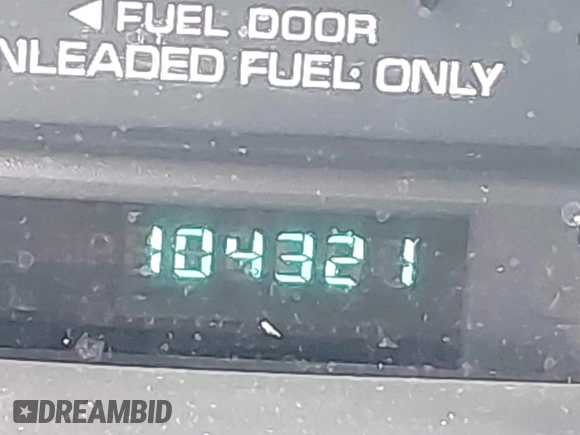 ◀ FUEL DOOR
NLEADED FUEL ONLY
104321
DREAMBID